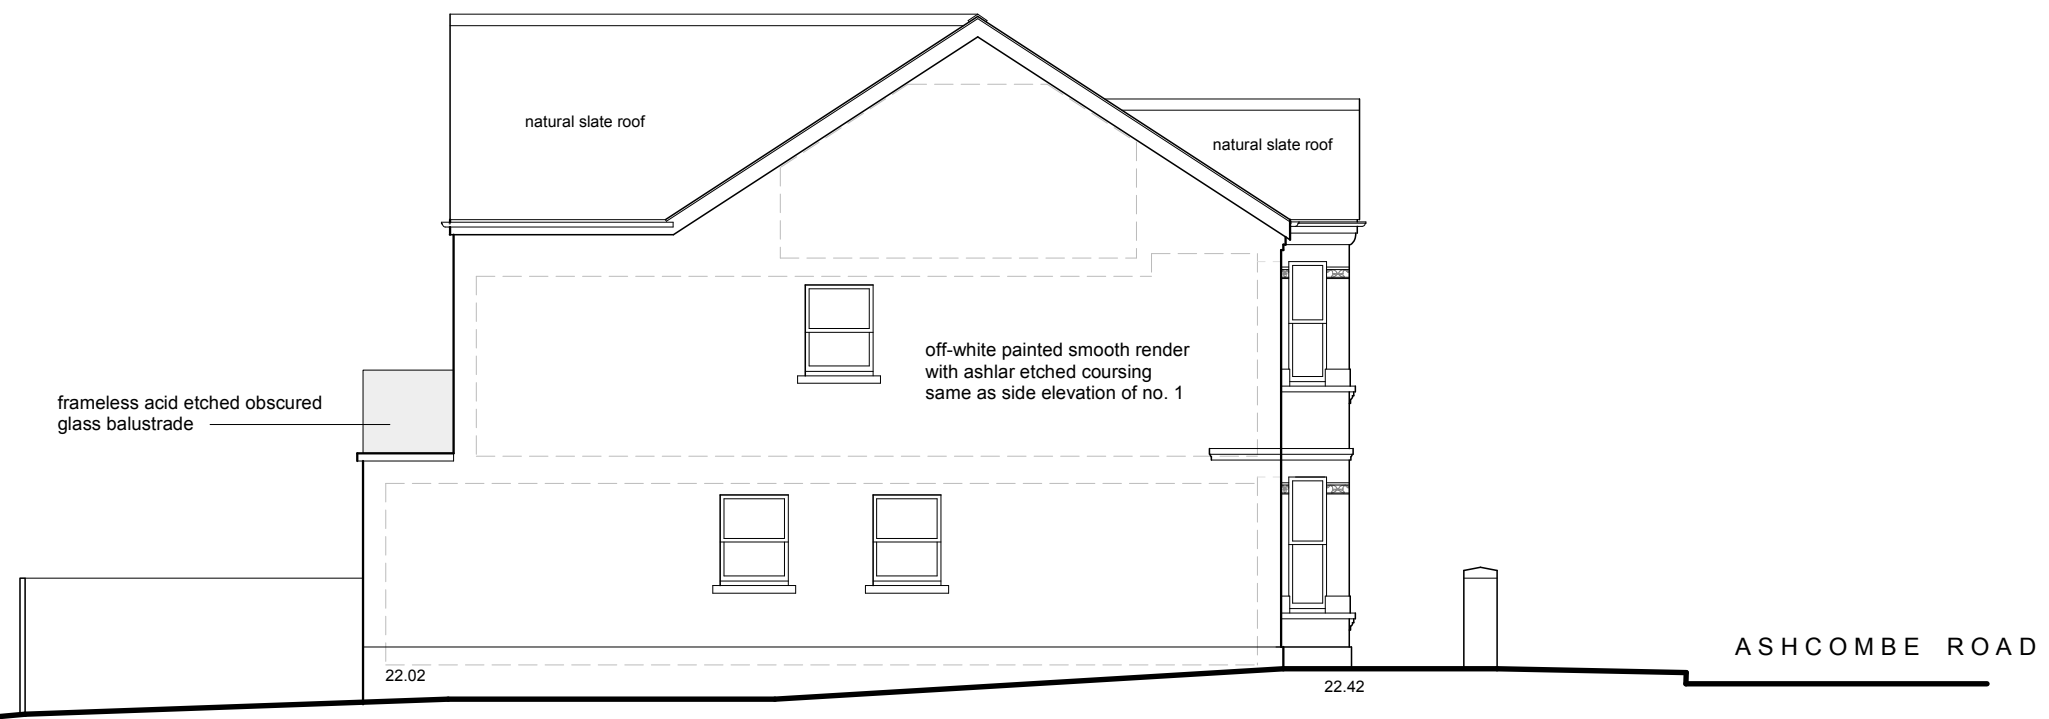 natural slate roof
natural slate roof
off-white painted smooth render
with ashlar etched coursing
same as side elevation of no. 1
frameless acid etched obscured
glass balustrade
ASHCOMBE ROAD
22.02
22.42